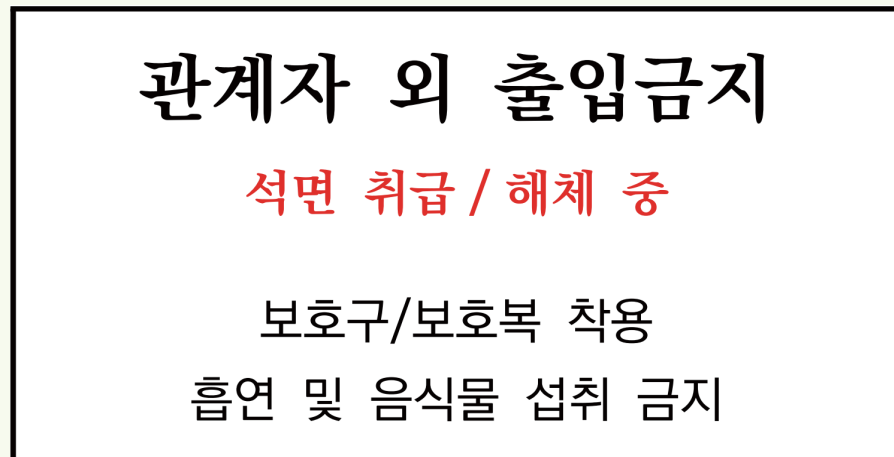 관계자 외 출입금지
석면 취급 / 해체 중
보호구/보호복 착용
흡연 및 음식물 섭취 금지